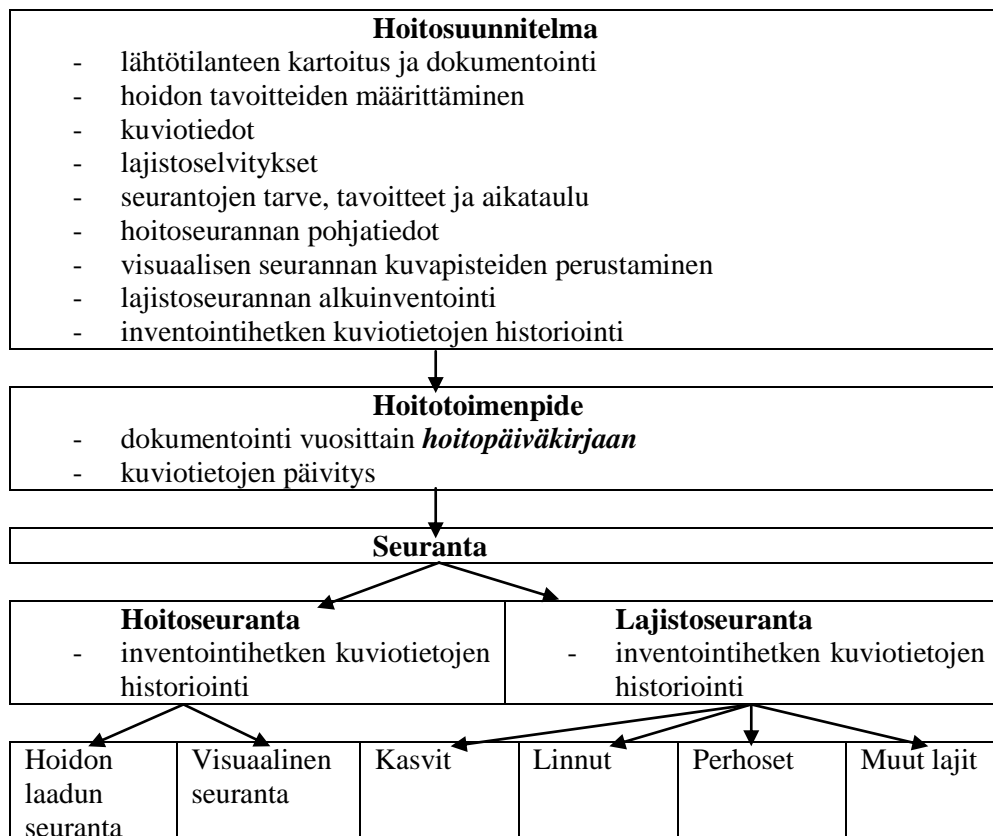 Hoitosuunnitelma
- lähtötilanteen kartoitus ja dokumentointi
- hoidon tavoitteiden määrittäminen
- kuviotiedot
- lajistoselvitykset
- seurantojen tarve, tavoitteet ja aikataulu
- hoitoseurannan pohjatiedot
- visuaalisen seurannan kuvapisteiden perustaminen
- lajistoseurannan alkuinventointi
- inventointihetken kuviotietojen historiointi
Hoitotoimenpide
- dokumentointi vuosittain hoitopäiväkirjaan
- kuviotietojen päivitys
Seuranta
Hoitoseuranta
- inventointihetken kuviotietojen
historiointi
Lajistoseuranta
- inventointihetken kuviotietojen
historiointi
Hoidon
laadun
seuranta
Visuaalinen
seuranta
Kasvit
Linnut
Perhoset
Muut lajit